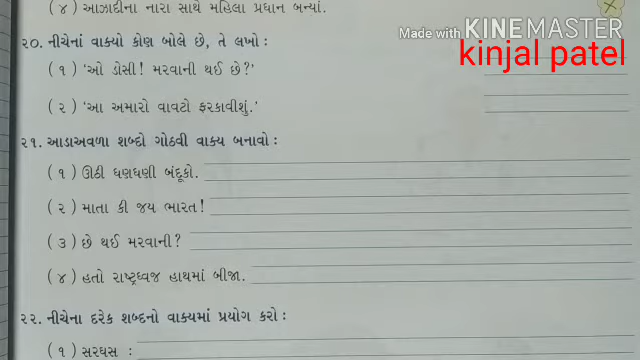 (૪) આઝાદીના નારા સાથે મહિલા પ્રધાન બન્યાં.
Made with KINEMASTER
kinjal patel
૨૦. નીચેનાં વાક્યો કોણ બોલે છે, તે લખો :
(૧) 'ઓ ડોસી! મરવાની થઈ છે?'
(૨) 'આ અમારો વાવટો ફરકાવીશું.'
૨૧. આડાઅવળા શબ્દો ગોઠવી વાક્ય બનાવો :
(૧) ઊઠી ધણધણી બંદૂકો.
(૨) માતા કી જય ભારત!
(૩) છે થઈ મરવાની?
(૪) હતો રાષ્ટ્રધ્વજ હાથમાં બીજા.
૨૨. નીચેના દરેક શબ્દનો વાક્યમાં પ્રયોગ કરો :
(૧) સરઘસ :